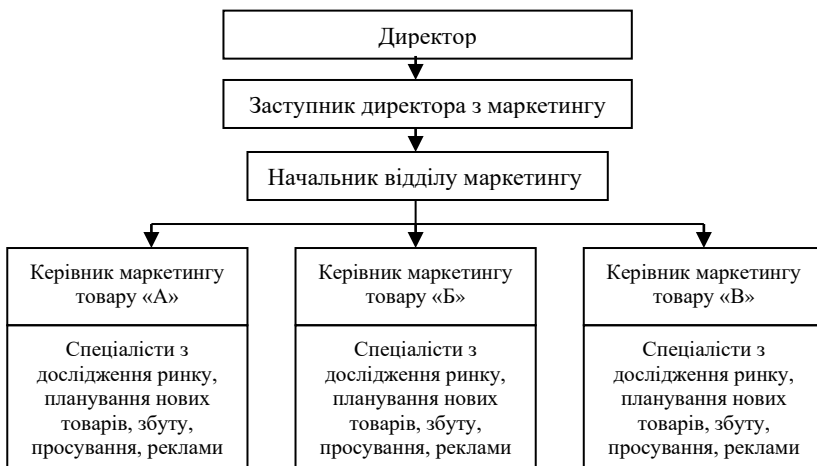 Директор
Заступник директора з маркетингу
Начальник відділу маркетингу
Керівник маркетингу
товару «А»
Спеціалісти з
дослідження ринку,
планування нових
товарів, збуту,
просування, реклами
Керівник маркетингу
товару «Б»
Спеціалісти з
дослідження ринку,
планування нових
товарів, збуту,
просування, реклами
Керівник маркетингу
товару «В»
Спеціалісти з
дослідження ринку,
планування нових
товарів, збуту,
просування, реклами